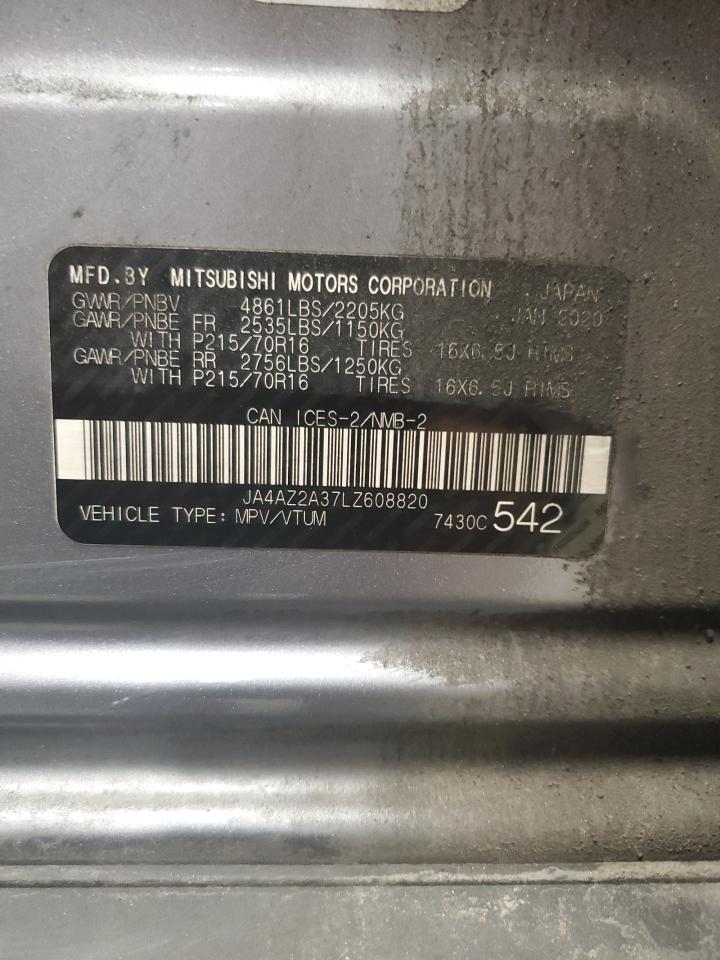 MFD.BY MITSUBISHI MOTORS CORPORATION JAPAN
GVWR/PNBV 4861LBS/2205KG JAN 2020
GAWR/PNBE FR 2535LBS/1150KG
WITH P215/70R16 TIRES 16X6.5J RIMS
GAWR/PNBE RR 2756LBS/1250KG
WITH P215/70R16 TIRES 16X6.5J RIMS
CAN ICES-2/NMB-2
JA4AZ2A37LZ608820
VEHICLE TYPE: MPV/VTUM 7430C 542